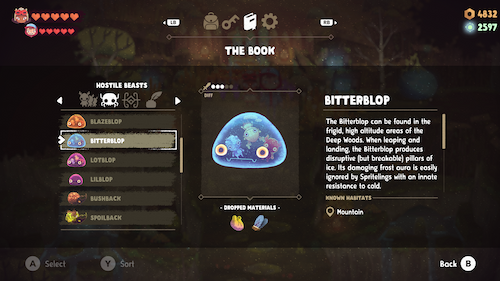 LB
RB
4832
2597
THE BOOK
HOSTILE BEASTS
DIFF
BLAZEBLOP
BITTERBLOP
LOTBLOP
LILBLOP
BUSHBACK
SPOILBACK
- DROPPED MATERIALS -
BITTERBLOP
The Bitterblop can be found in the
frigid, high altitude areas of the
Deep Woods. When leaping and
landing, the Bitterblop produces
disruptive (but breakable) pillars of
ice. Its damaging frost aura is easily
ignored by Spritelings with an innate
resistance to cold.
KNOWN HABITATS
Mountain
A Select
Y Sort
Back B